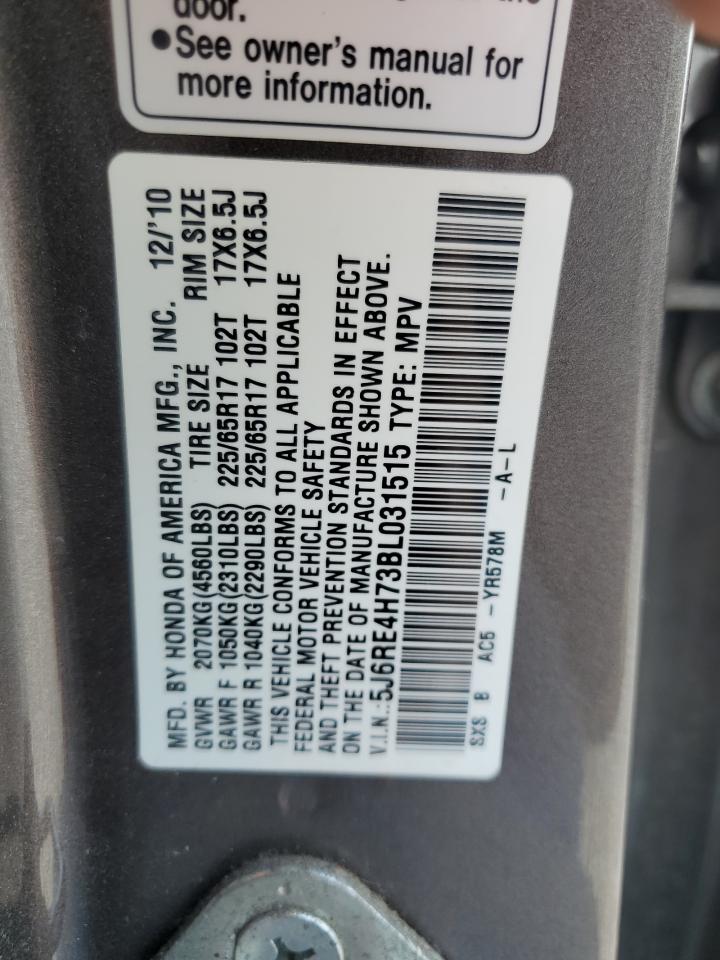 door.
•See owner's manual for
more information.
MFD. BY HONDA OF AMERICA MFG., INC. 12/'10
GVWR 2070KG(4560LBS) TIRE SIZE RIM SIZE
GAWR F 1050KG(2310LBS) 225/65R17 102T 17X6.5J
GAWR R 1040KG(2290LBS) 225/65R17 102T 17X6.5J
THIS VEHICLE CONFORMS TO ALL APPLICABLE
FEDERAL MOTOR VEHICLE SAFETY
AND THEFT PREVENTION STANDARDS IN EFFECT
ON THE DATE OF MANUFACTURE SHOWN ABOVE.
V.I.N.:5J6RE4H73BL031515 TYPE: MPV
SXS B AC5 -YR578M -A-L